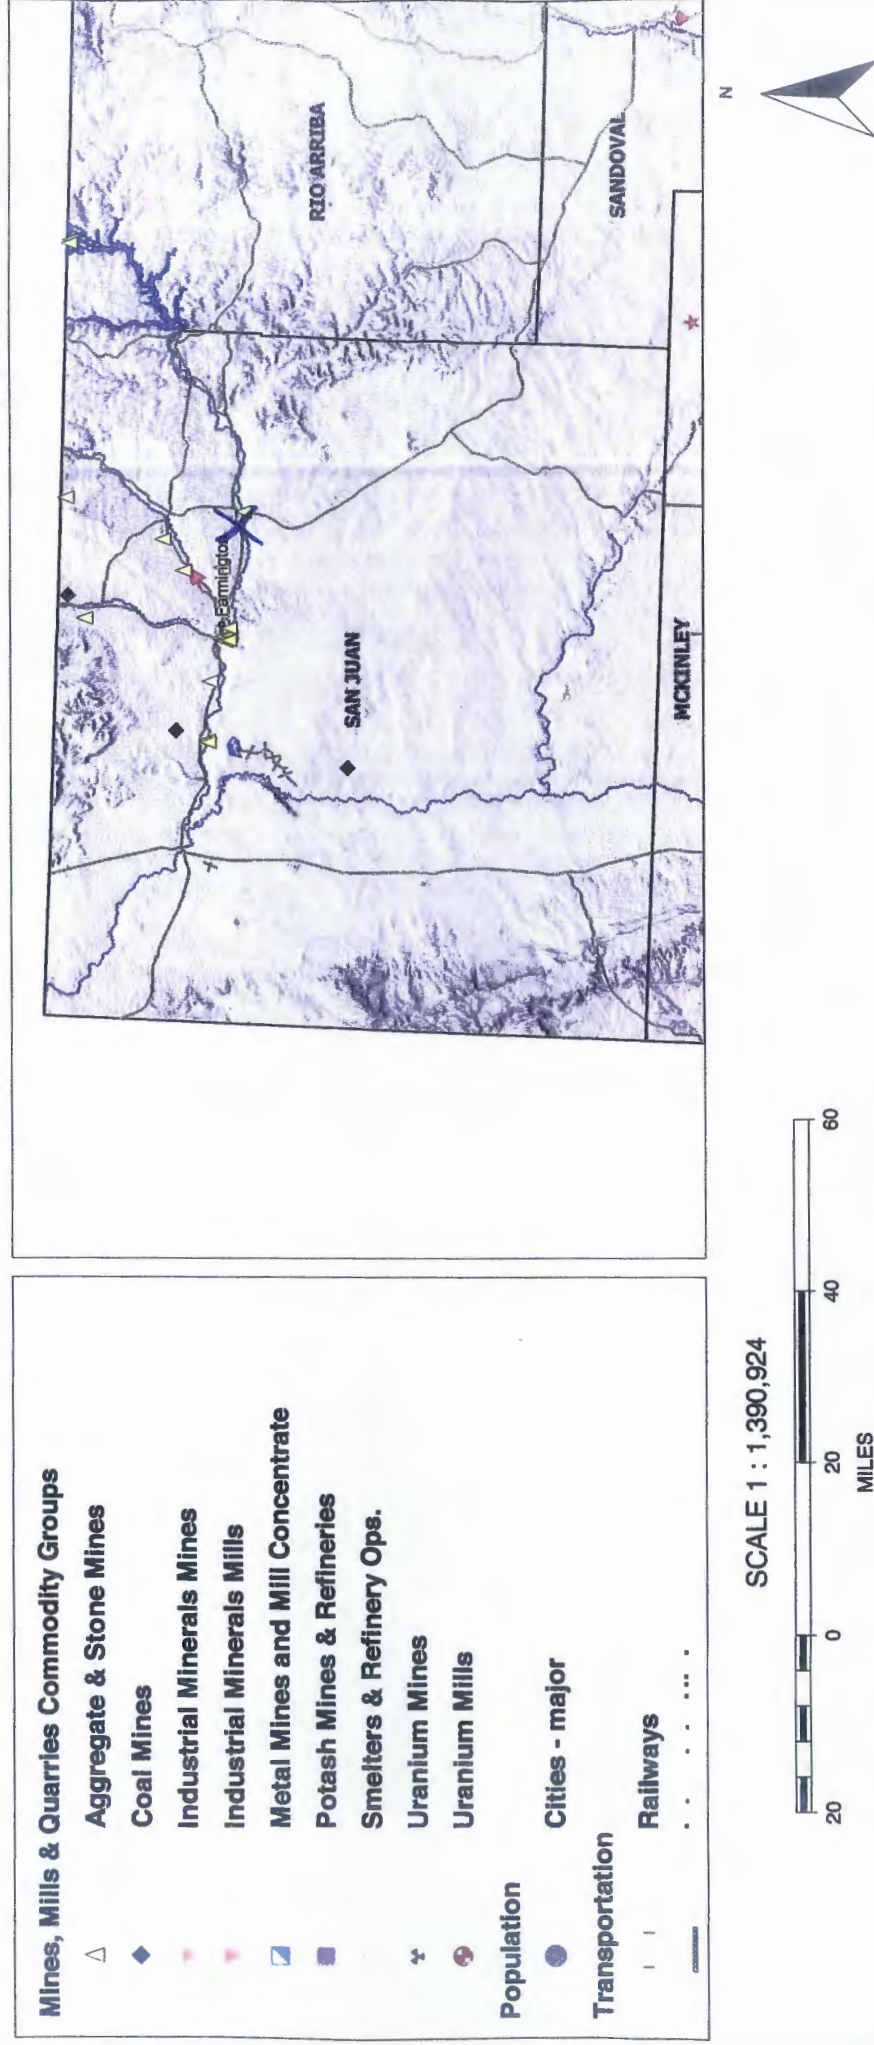 Mines, Mills & Quarries Commodity Groups
Aggregate & Stone Mines
Coal Mines
Industrial Minerals Mines
Industrial Minerals Mills
Metal Mines and Mill Concentrate
Potash Mines & Refineries
Smelters & Refinery Ops.
Uranium Mines
Uranium Mills
Population
Cities - major
Transportation
Railways
Farmington
SAN JUAN
RIO ARRIBA
SANDOVAL
MCKINLEY
SCALE 1 : 1,390,924
20 0 20 40 60
MILES
N